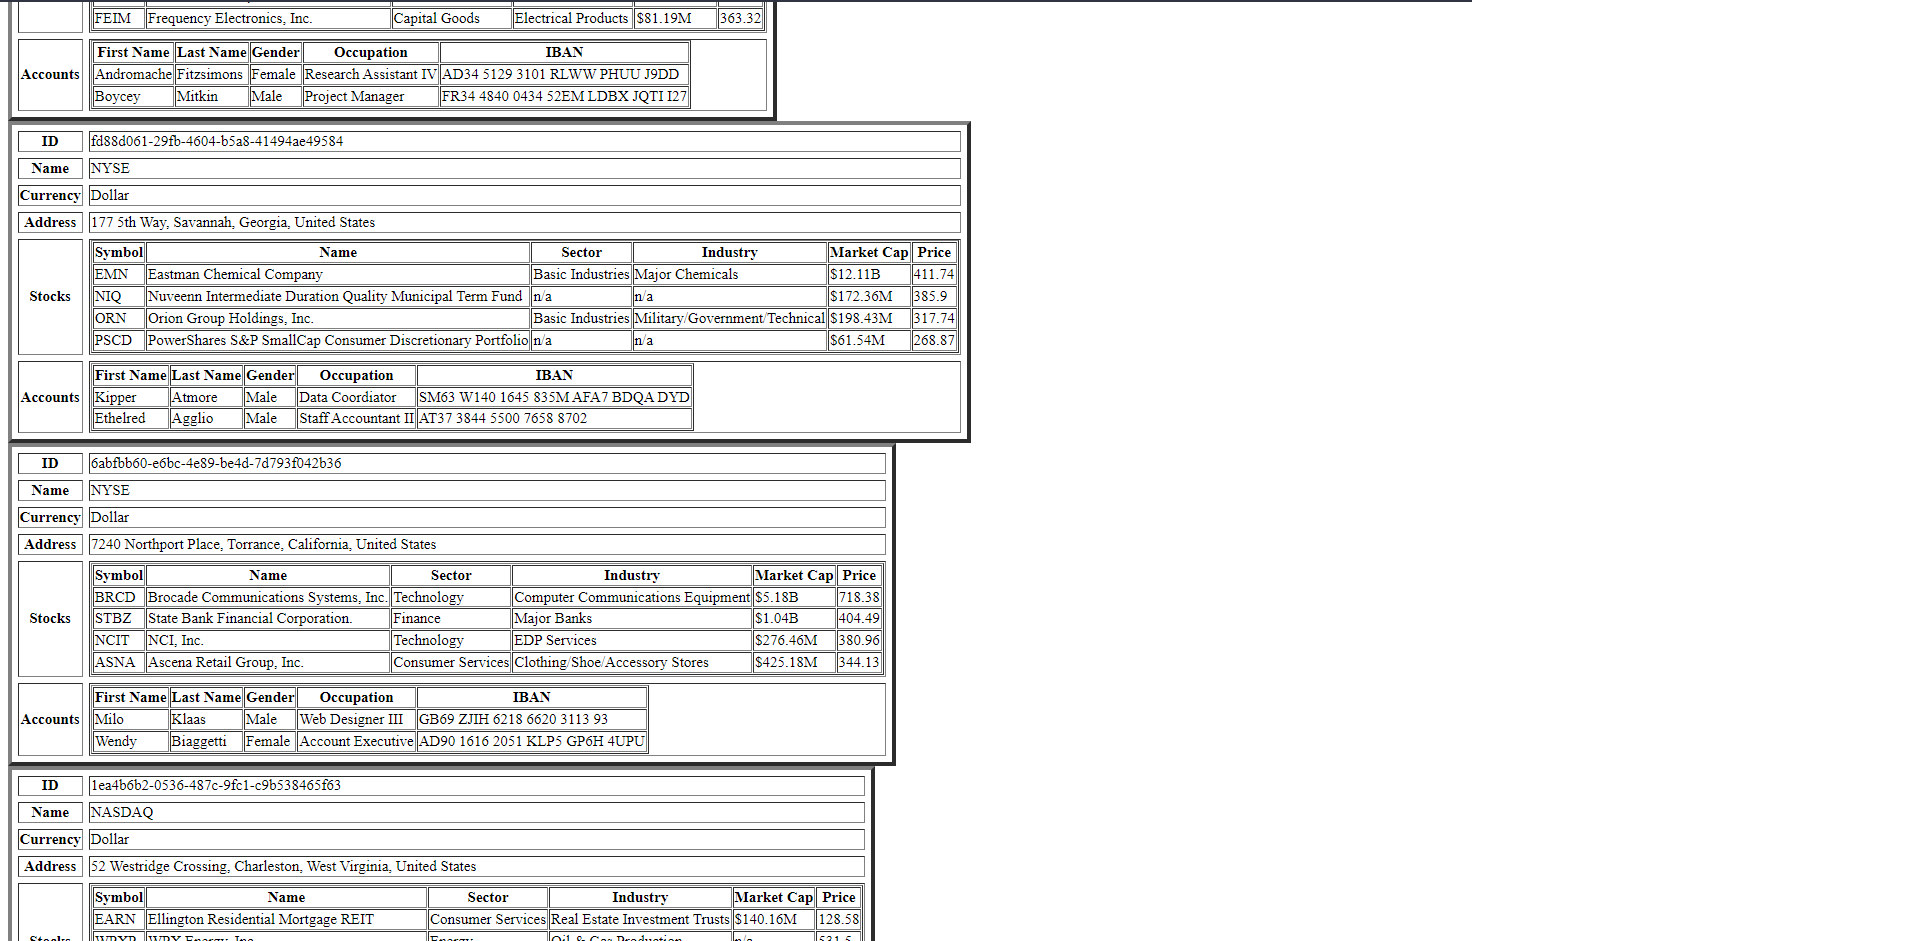 FEIM Frequency Electronics, Inc. Capital Goods Electrical Products $81.19M 363.32
Accounts
First Name Last Name Gender Occupation IBAN
Andromache Fitzsimons Female Research Assistant IV AD34 5129 3101 RLWW PHUU J9DD
Boycey Mitkin Male Project Manager FR34 4840 0434 52EM LDBX JQTI I27
ID fd88d061-29fb-4604-b5a8-41494ae49584
Name NYSE
Currency Dollar
Address 177 5th Way, Savannah, Georgia, United States
Stocks
Symbol Name Sector Industry Market Cap Price
EMN Eastman Chemical Company Basic Industries Major Chemicals $12.11B 411.74
NIQ Nuveenn Intermediate Duration Quality Municipal Term Fund n/a n/a $172.36M 385.9
ORN Orion Group Holdings, Inc. Basic Industries Military/Government/Technical $198.43M 317.74
PSCD PowerShares S&P SmallCap Consumer Discretionary Portfolio n/a n/a $61.54M 268.87
Accounts
First Name Last Name Gender Occupation IBAN
Kipper Atmore Male Data Coordiator SM63 W140 1645 835M AFA7 BDQA DYD
Ethelred Agglio Male Staff Accountant II AT37 3844 5500 7658 8702
ID 6abfbb60-e6bc-4e89-be4d-7d793f042b36
Name NYSE
Currency Dollar
Address 7240 Northport Place, Torrance, California, United States
Stocks
Symbol Name Sector Industry Market Cap Price
BRCD Brocade Communications Systems, Inc. Technology Computer Communications Equipment $5.18B 718.38
STBZ State Bank Financial Corporation. Finance Major Banks $1.04B 404.49
NCIT NCI, Inc. Technology EDP Services $276.46M 380.96
ASNA Ascena Retail Group, Inc. Consumer Services Clothing/Shoe/Accessory Stores $425.18M 344.13
Accounts
First Name Last Name Gender Occupation IBAN
Milo Klaas Male Web Designer III GB69 ZJIH 6218 6620 3113 93
Wendy Biaggetti Female Account Executive AD90 1616 2051 KLP5 GP6H 4UPU
ID 1ea4b6b2-0536-487c-9fc1-c9b538465f63
Name NASDAQ
Currency Dollar
Address 52 Westridge Crossing, Charleston, West Virginia, United States
Symbol Name Sector Industry Market Cap Price
EARN Ellington Residential Mortgage REIT Consumer Services Real Estate Investment Trusts $140.16M 128.58
Stocks WPXP WPX Energy, Inc. Energy Oil & Gas Production n/a 531.5